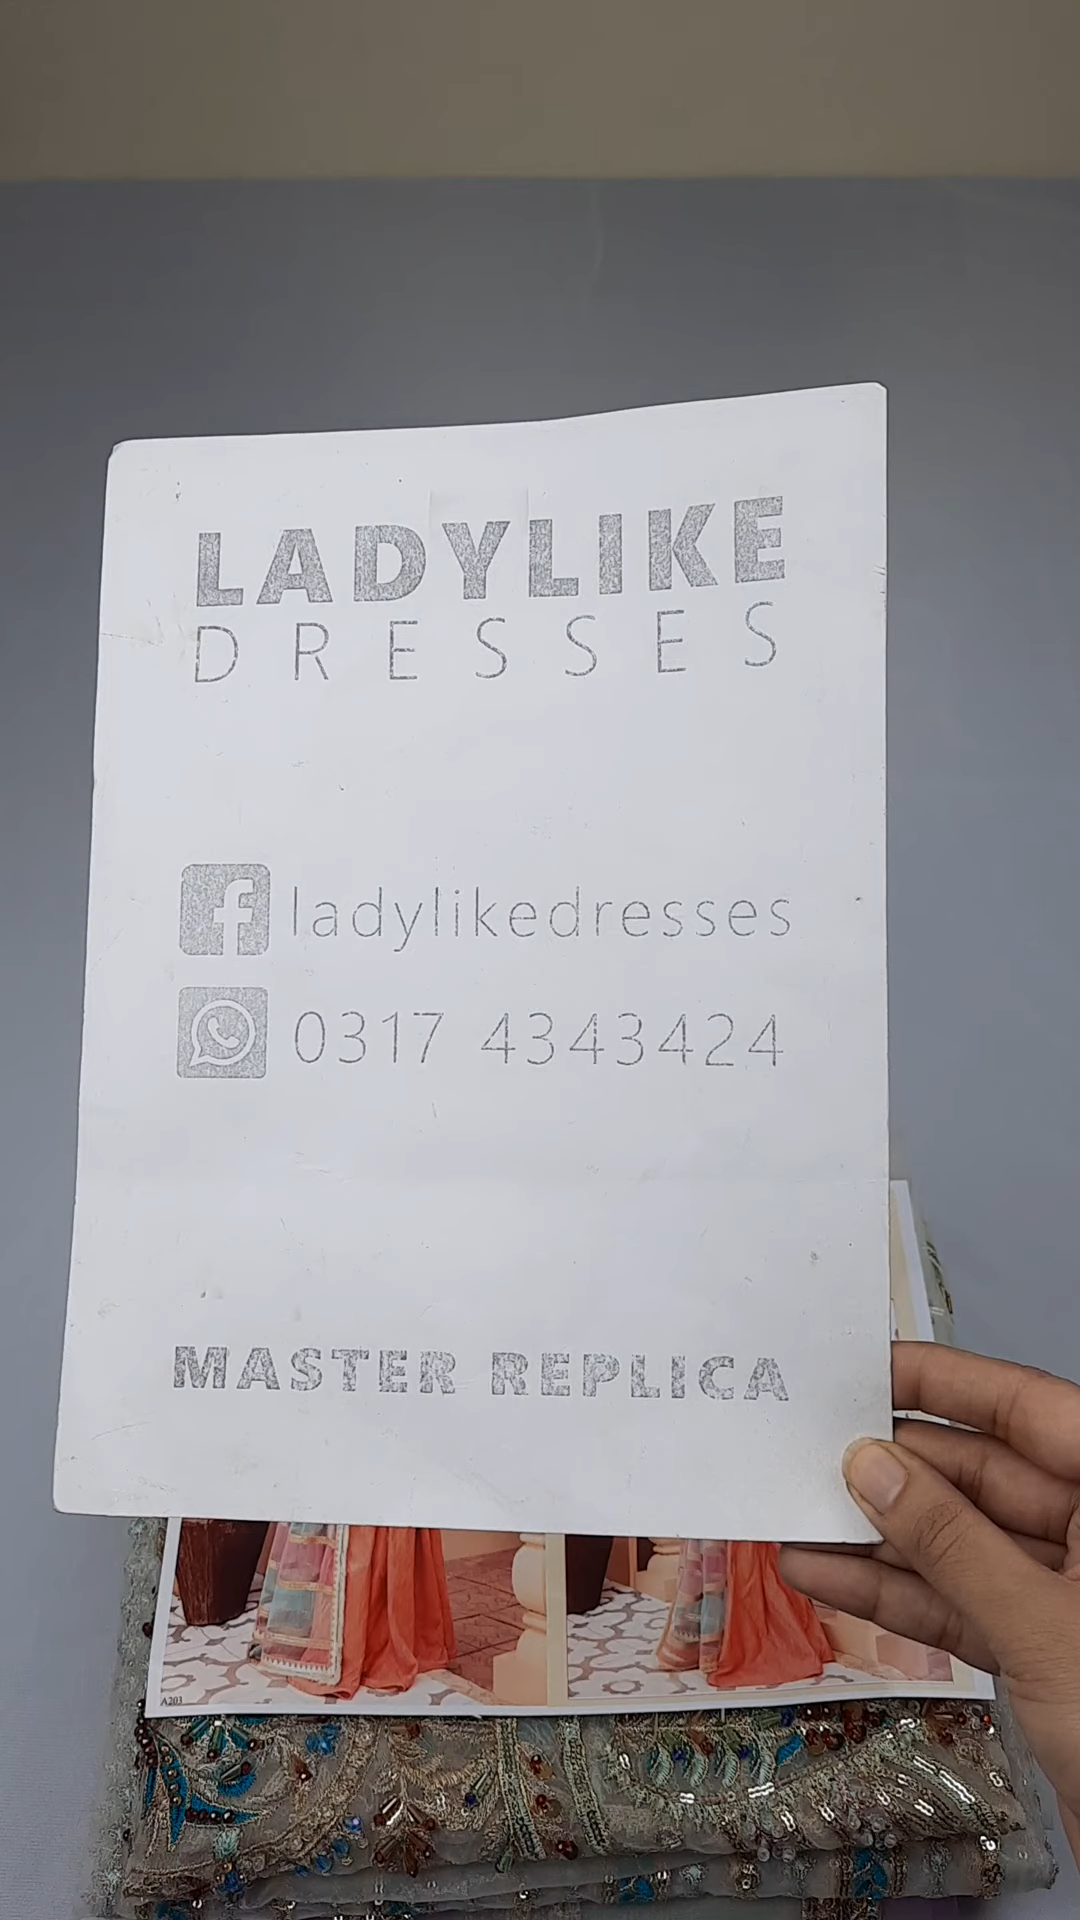 LADYLIKE
DRESSES
ladylikedresses
0317 4343424
MASTER REPLICA
A203